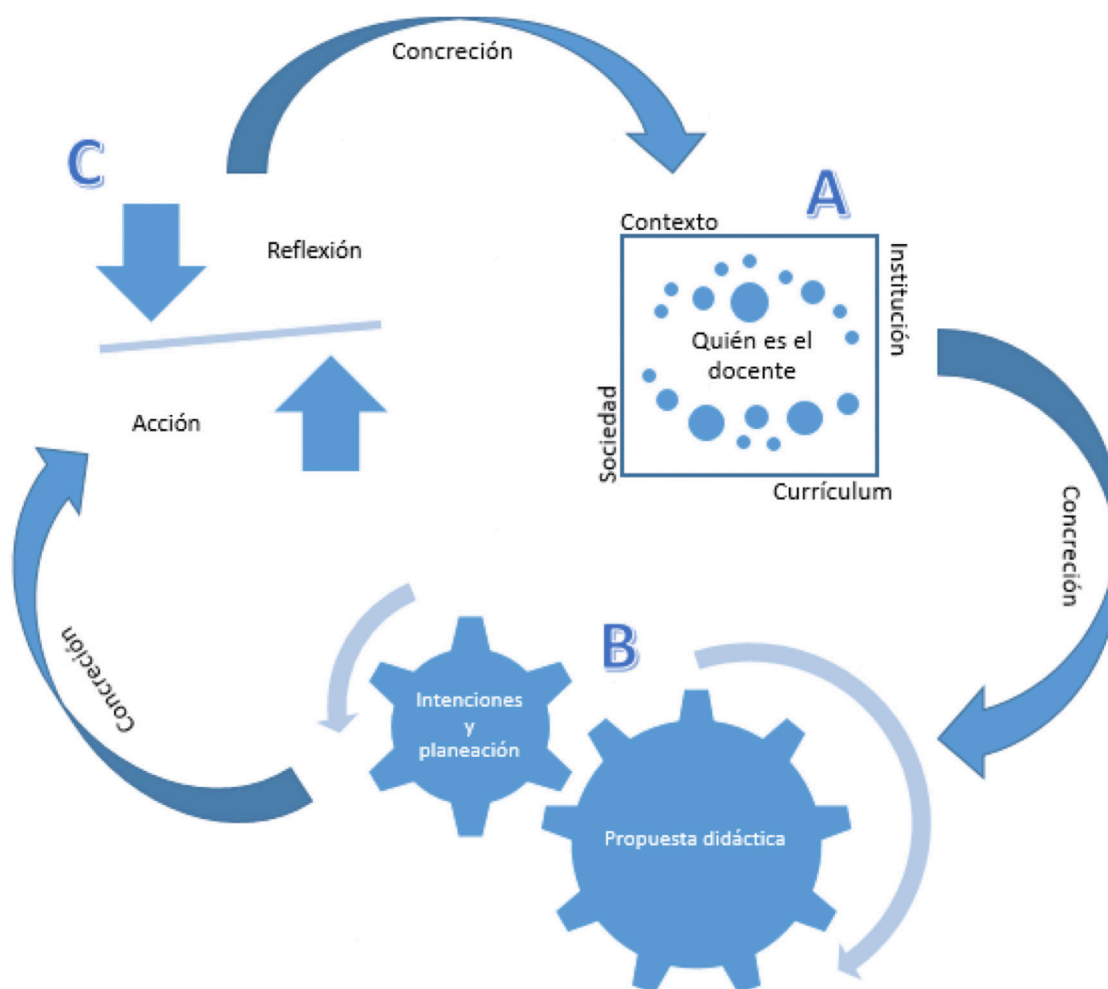 Concreción
C
Reflexión
Acción
A
Contexto
Institución
Quién es el
docente
Sociedad
Currículum
Concreción
B
Intenciones
y
planeación
Propuesta didáctica
Concreción